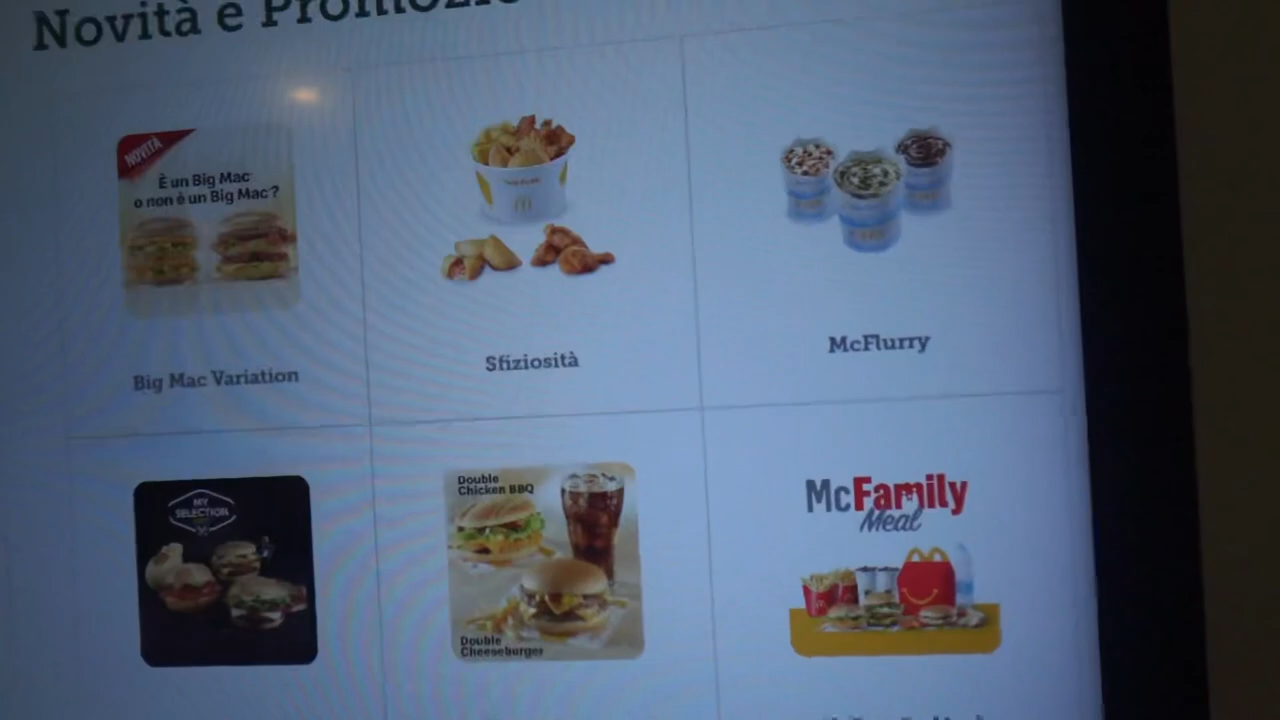 Novità e Promozio
NOVITÀ
È un Big Mac
o non è un Big Mac?
Big Mac Variation
Sfiziosità
McFlurry
MY
SELECTION
Double
Chicken BBQ
Double
Cheeseburger
McFamily
Meal